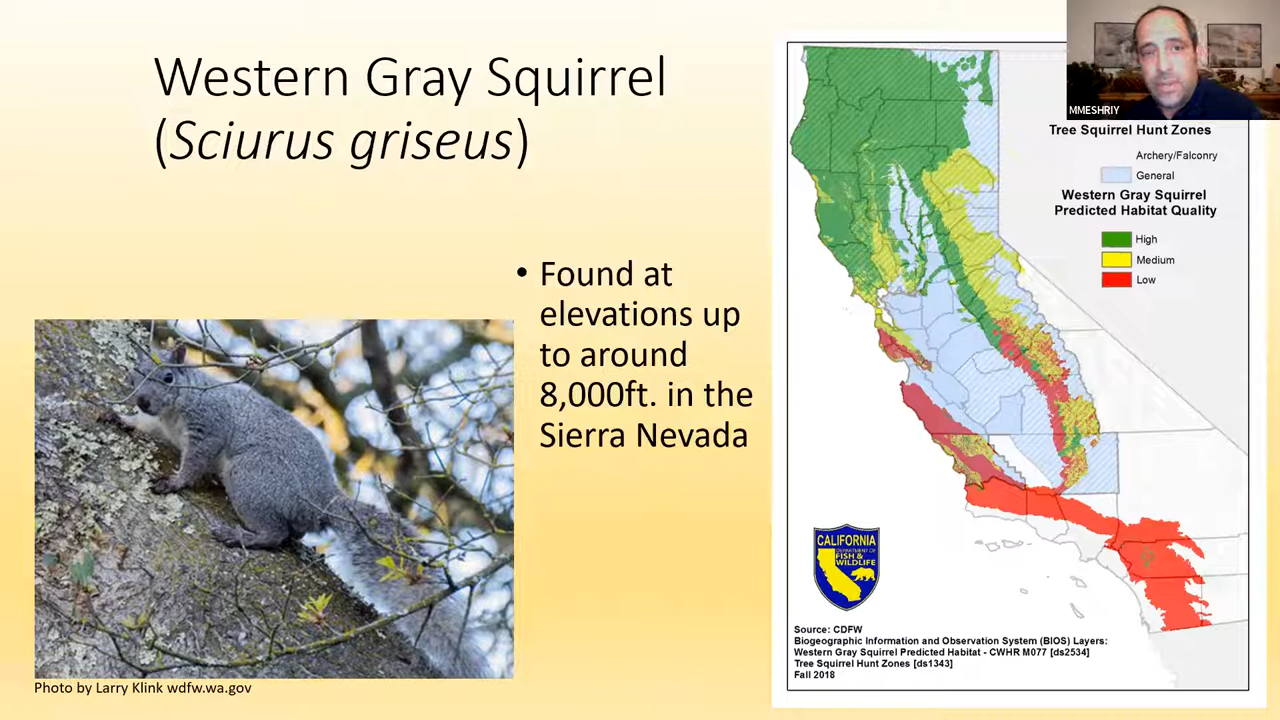 Western Gray Squirrel
(Sciurus griseus)
• Found at
elevations up
to around
8,000ft. in the
Sierra Nevada
Photo by Larry Klink wdfw.wa.gov
MMESHRIY
Tree Squirrel Hunt Zones
Archery/Falconry
General
Western Gray Squirrel
Predicted Habitat Quality
High
Medium
Low
CALIFORNIA
DEPARTMENT OF
FISH &
WILDLIFE
Source: CDFW
Biogeographic Information and Observation System (BIOS) Layers:
Western Gray Squirrel Predicted Habitat - CWHR M077 [ds2534]
Tree Squirrel Hunt Zones [ds1343]
Fall 2018